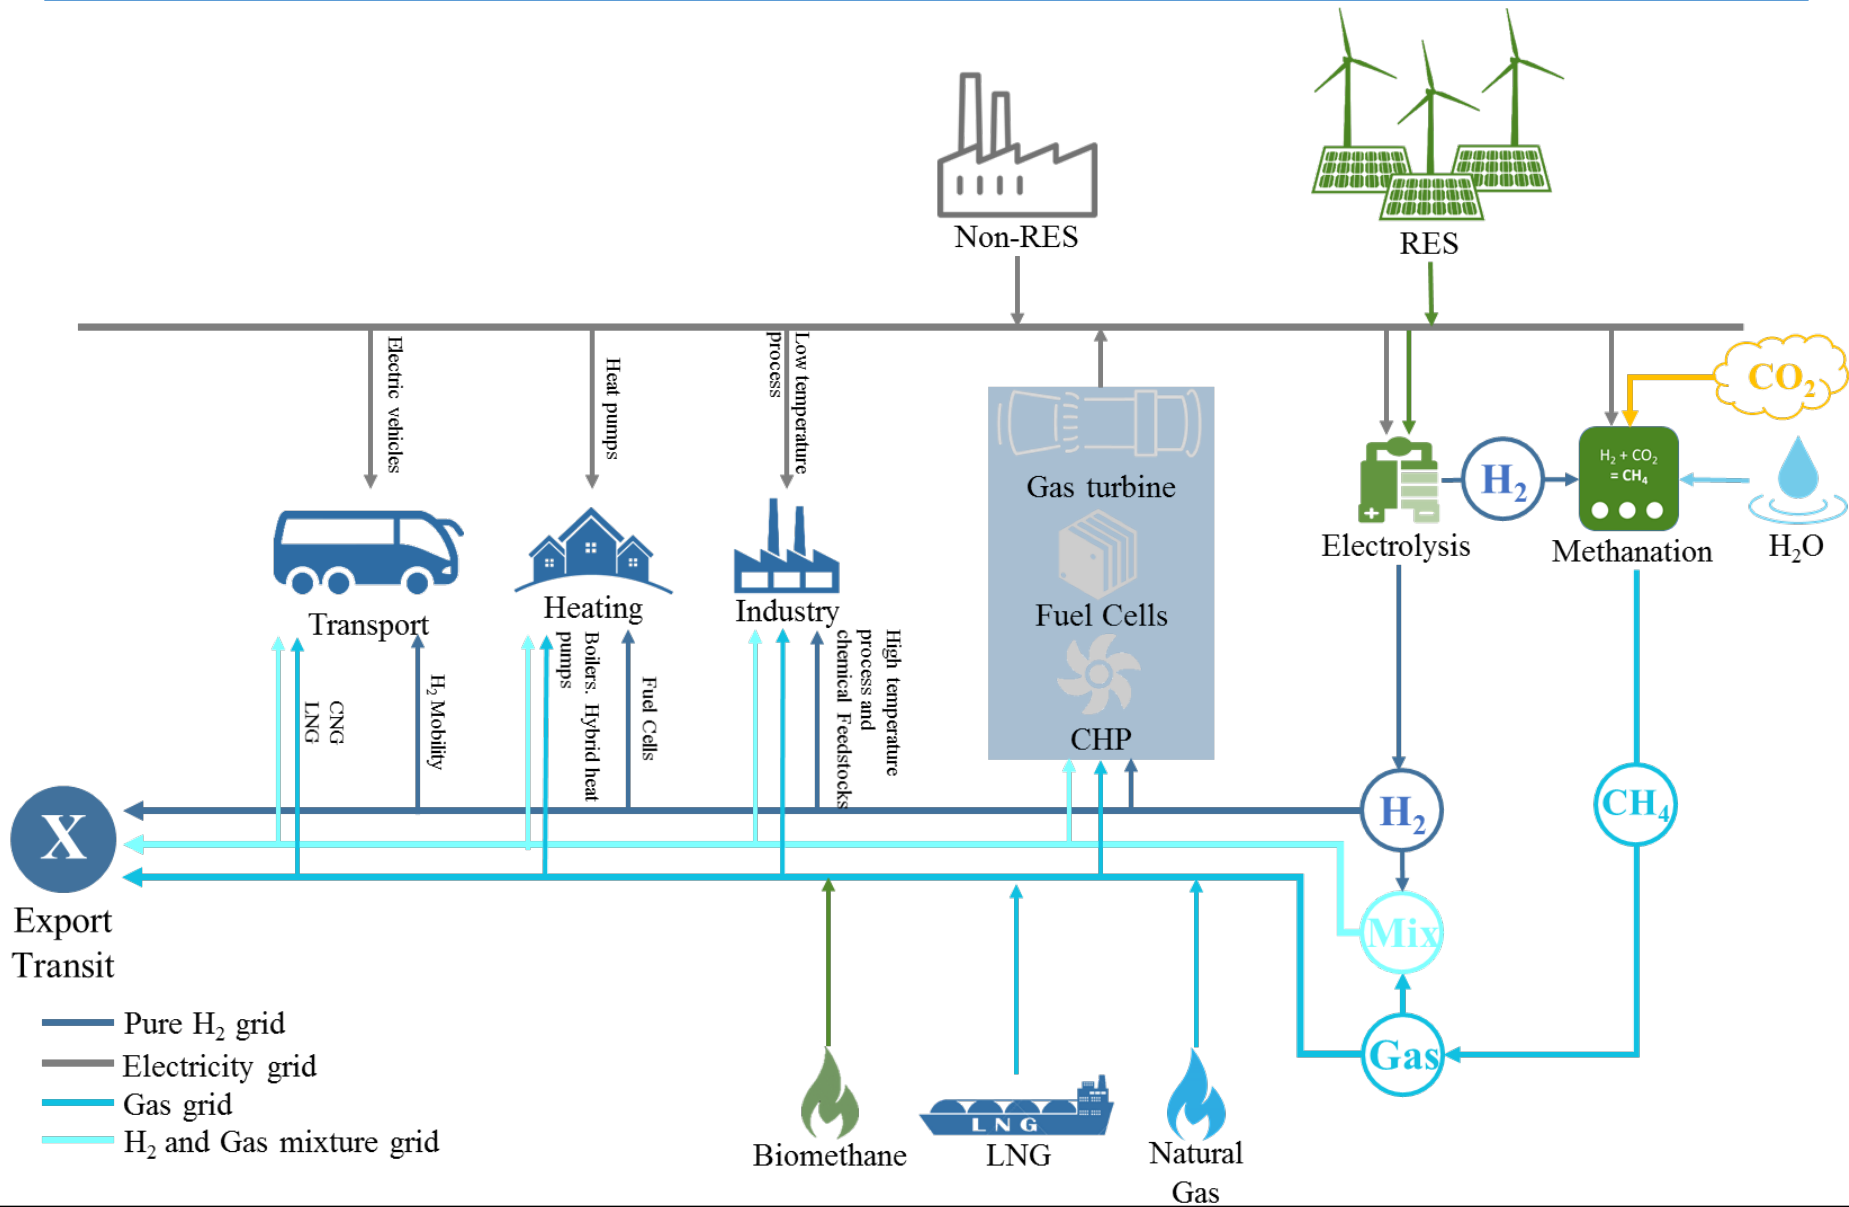 Non-RES
RES
Electric vehicles
Heat pumps
Low temperature
process
CO₂
Gas turbine
H₂ + CO₂
= CH₄
H₂
Electrolysis
Methanation
H₂O
Transport
Heating
Industry
Fuel Cells
CHP
CNG
LNG
H₂ Mobility
Boilers. Hybrid heat
pumps
Fuel Cells
High temperature
process and
chemical Feedstocks
H₂
CH₄
X
Export
Transit
Mix
Gas
Pure H₂ grid
Electricity grid
Gas grid
H₂ and Gas mixture grid
Biomethane
LNG
LNG
Natural
Gas